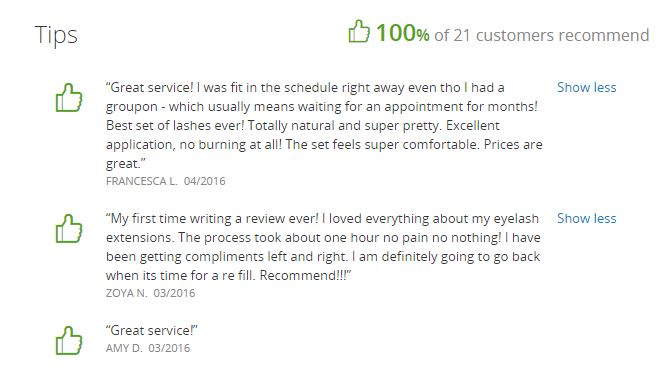 Tips
100% of 21 customers recommend
“Great service! I was fit in the schedule right away even tho I had a
Show less
groupon - which usually means waiting for an appointment for months!
Best set of lashes ever! Totally natural and super pretty. Excellent
application, no burning at all! The set feels super comfortable. Prices are
great.”
FRANCESCA L. 04/2016
“My first time writing a review ever! I loved everything about my eyelash
Show less
extensions. The process took about one hour no pain no nothing! I have
been getting compliments left and right. I am definitely going to go back
when its time for a re fill. Recommend!!!”
ZOYA N. 03/2016
“Great service!”
AMY D. 03/2016